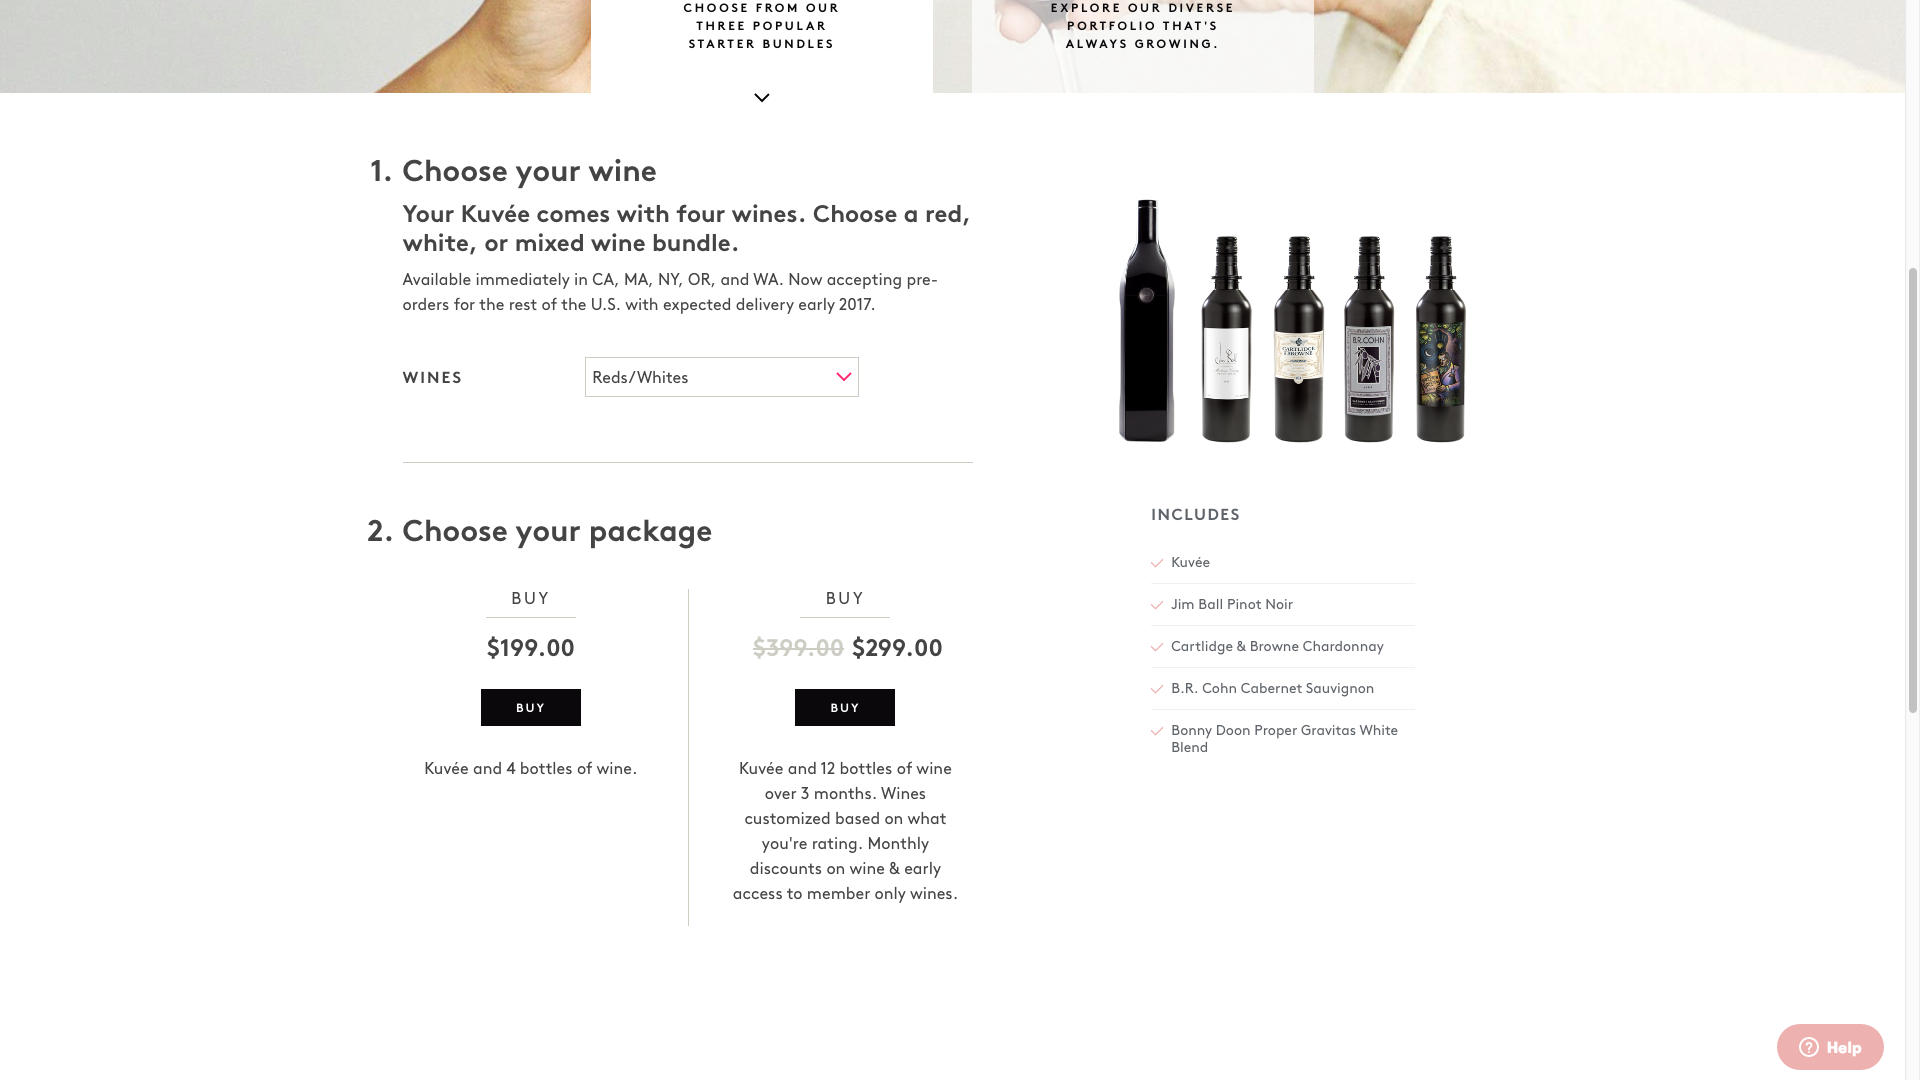 CHOOSE FROM OUR
THREE POPULAR
STARTER BUNDLES
EXPLORE OUR DIVERSE
PORTFOLIO THAT'S
ALWAYS GROWING.
1. Choose your wine
Your Kuvée comes with four wines. Choose a red,
white, or mixed wine bundle.
Available immediately in CA, MA, NY, OR, and WA. Now accepting pre-
orders for the rest of the U.S. with expected delivery early 2017.
WINES
Reds/Whites
CARTLIDGE
& BROWNE
B.R. COHN
2. Choose your package
BUY
$199.00
BUY
Kuvée and 4 bottles of wine.
BUY
$399.00 $299.00
BUY
Kuvée and 12 bottles of wine
over 3 months. Wines
customized based on what
you're rating. Monthly
discounts on wine & early
access to member only wines.
INCLUDES
Kuvée
Jim Ball Pinot Noir
Cartlidge & Browne Chardonnay
B.R. Cohn Cabernet Sauvignon
Bonny Doon Proper Gravitas White
Blend
Help